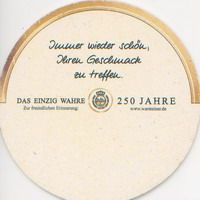 Immer wieder schön,
Ihren Geschmack
zu treffen.
DAS EINZIG WAHRE 250 JAHRE
Zur freundlichen Erinnerung: www.warsteiner.de